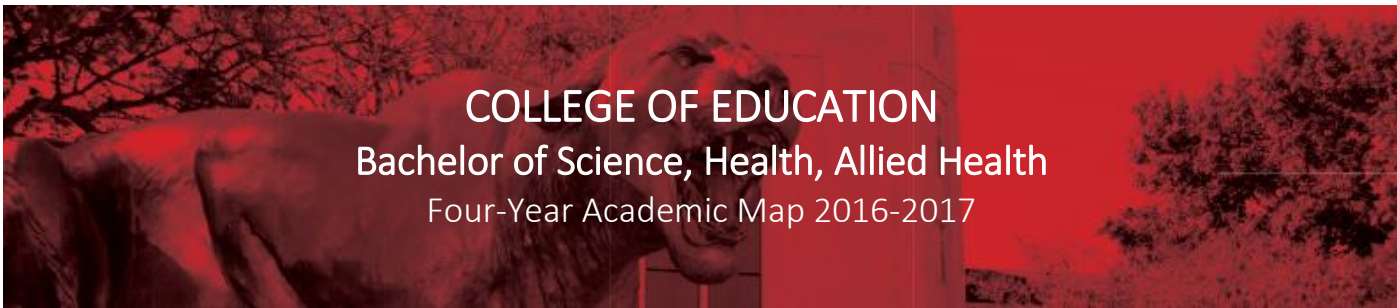 COLLEGE OF EDUCATION
Bachelor of Science, Health, Allied Health
Four-Year Academic Map 2016-2017